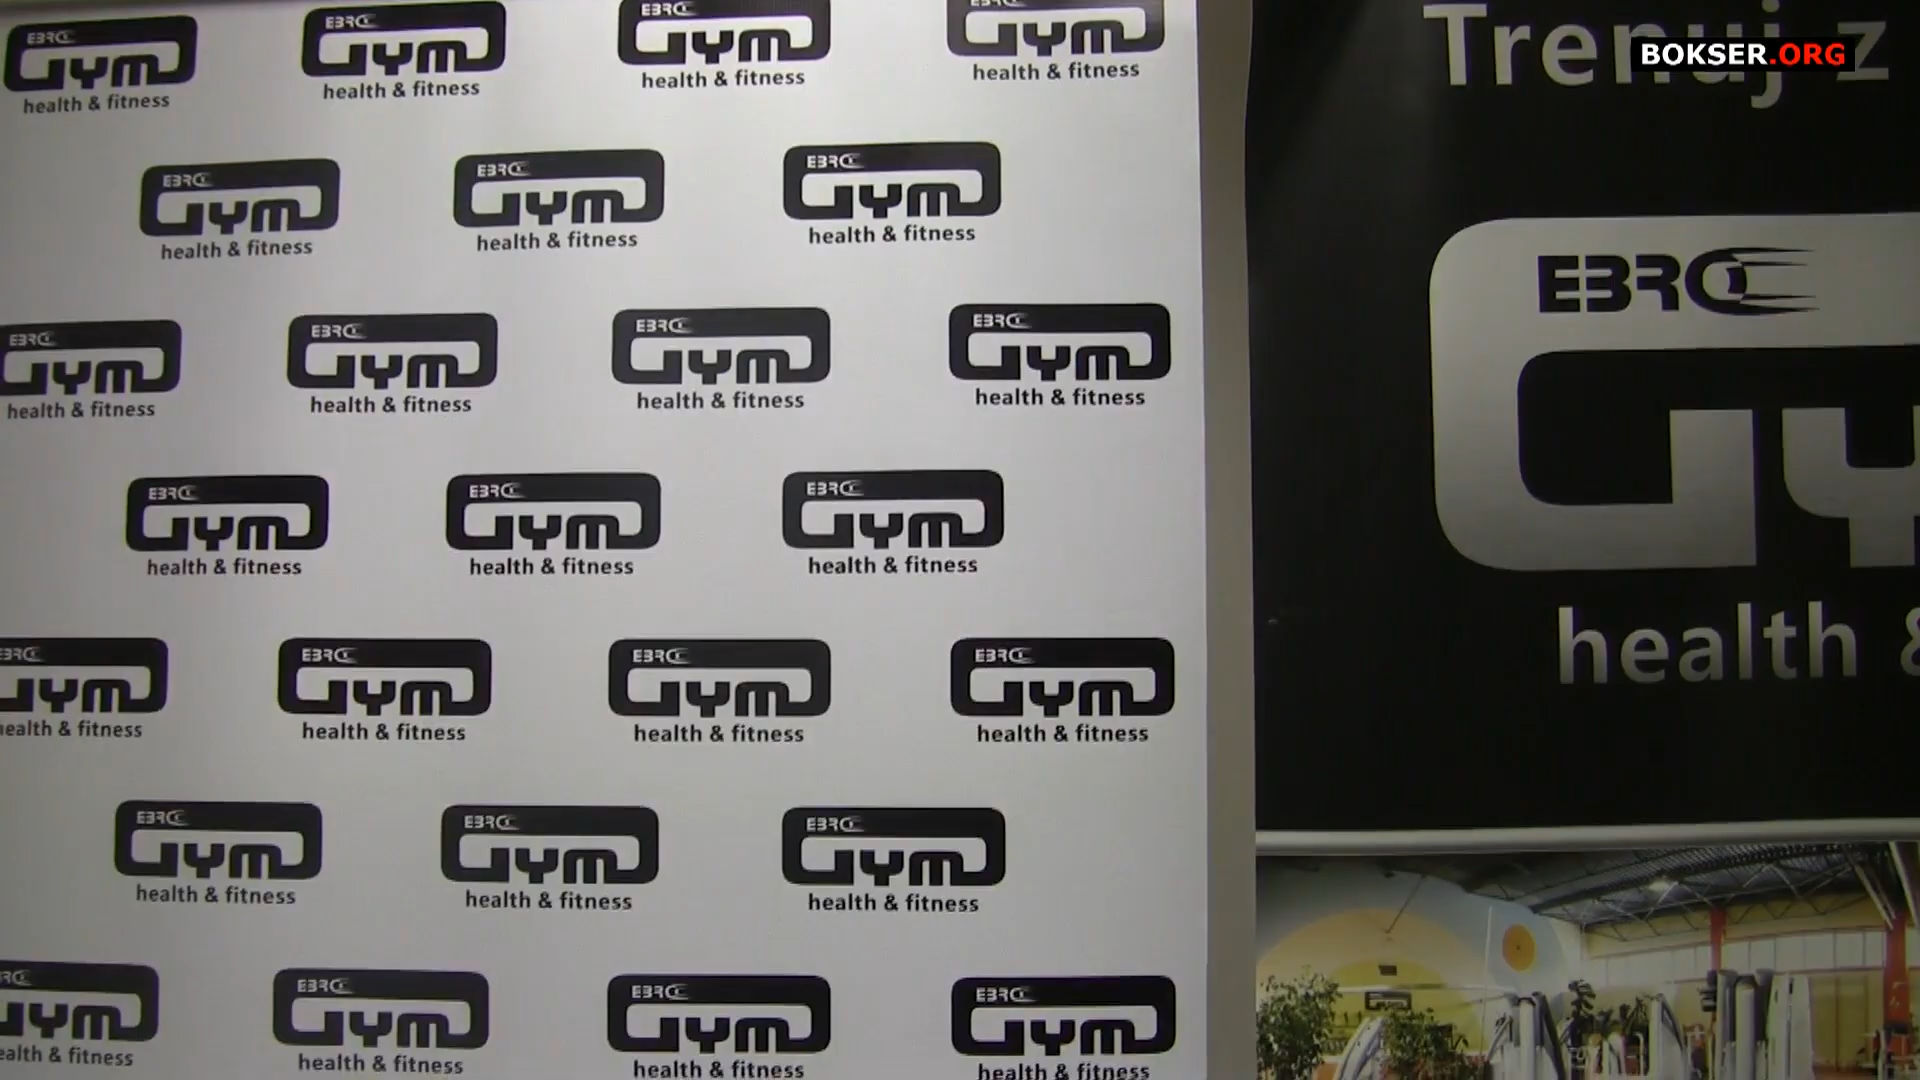 EBRO EBRO EBRO EBRO
GYM GYM GYM GYM
health & fitness health & fitness health & fitness health & fitness
EBRO EBRO EBRO
GYM GYM GYM
health & fitness health & fitness health & fitness
EBRO EBRO EBRO EBRO
GYM GYM GYM GYM
health & fitness health & fitness health & fitness health & fitness
EBRO EBRO EBRO
GYM GYM GYM
health & fitness health & fitness health & fitness
EBRO EBRO EBRO EBRO
GYM GYM GYM GYM
health & fitness health & fitness health & fitness health & fitness
EBRO EBRO EBRO
GYM GYM GYM
health & fitness health & fitness health & fitness
EBRO EBRO EBRO
GYM GYM GYM GYM
health & fitness health & fitness health & fitness health & fitness
Trenuj z
BOKSER.ORG
EBRO
GY
health &